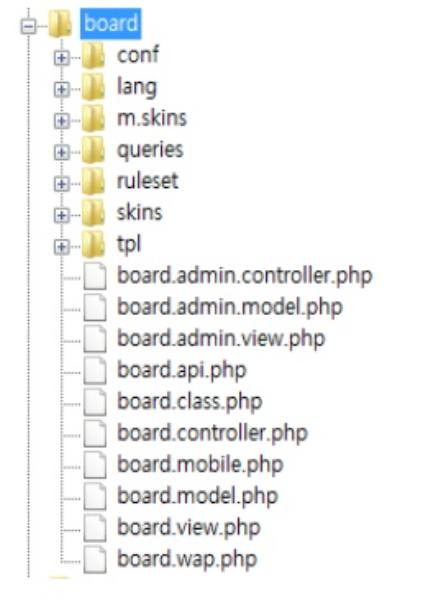 board
conf
lang
m.skins
queries
ruleset
skins
tpl
board.admin.controller.php
board.admin.model.php
board.admin.view.php
board.api.php
board.class.php
board.controller.php
board.mobile.php
board.model.php
board.view.php
board.wap.php